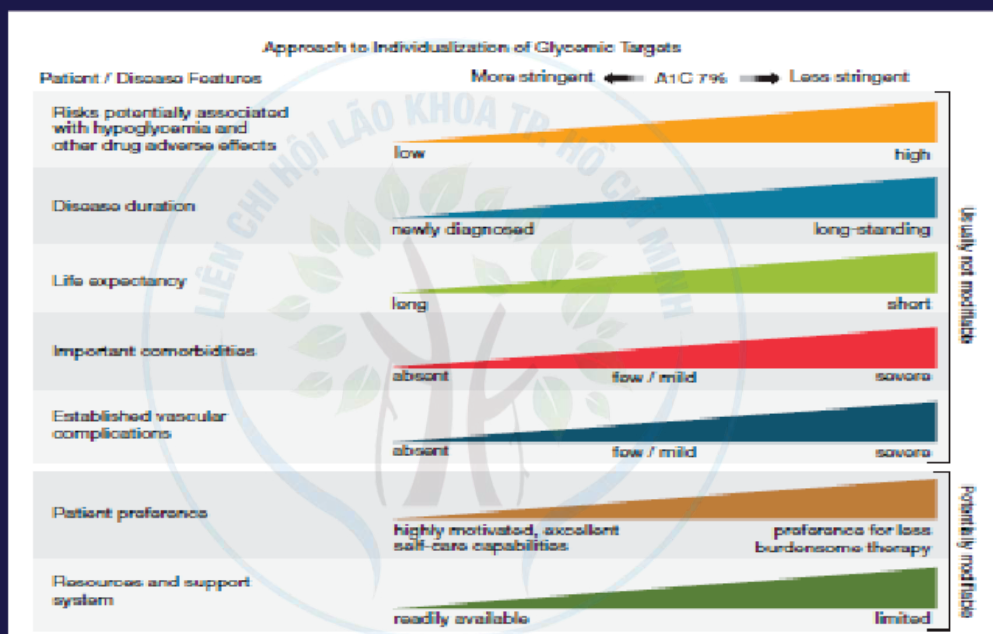 Approach to Individualization of Glycemic Targets
Patient / Disease Features
More stringent
A1C 7%
Less stringent
Risks potentially associated
with hypoglycemia and
other drug adverse effects
low
high
Disease duration
newly diagnosed
long-standing
Life expectancy
long
short
Important comorbidities
absent
few / mild
severe
Established vascular
complications
absent
few / mild
severe
Usually not modifiable
Patient preference
highly motivated, excellent
self-care capabilities
preference for less
burdensome therapy
Resources and support
system
readily available
limited
Potentially modifiable
LIÊN CHI HỘI LÃO KHOA TP. HỒ CHÍ MINH